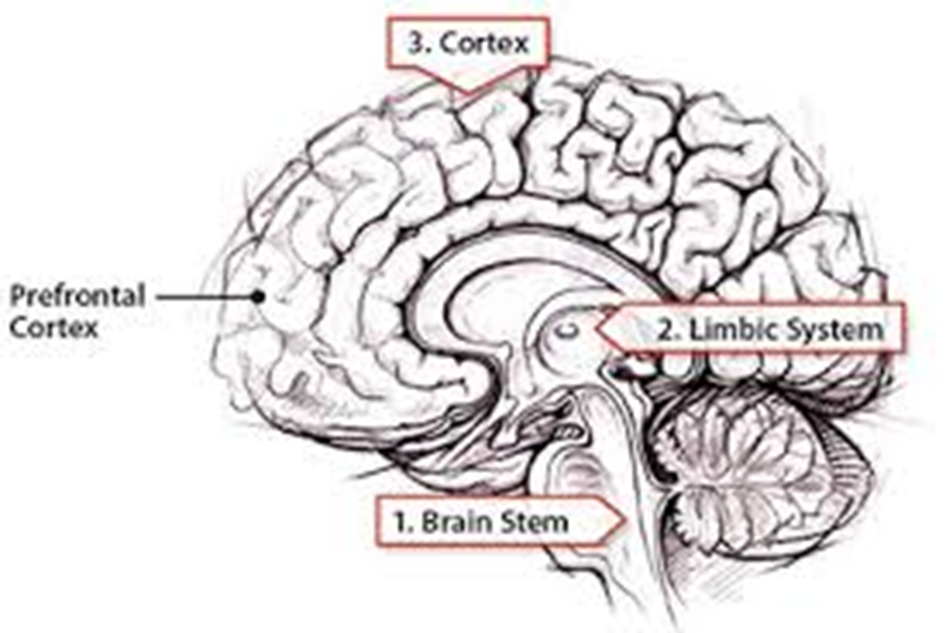 3. Cortex
Prefrontal
Cortex
2. Limbic System
1. Brain Stem